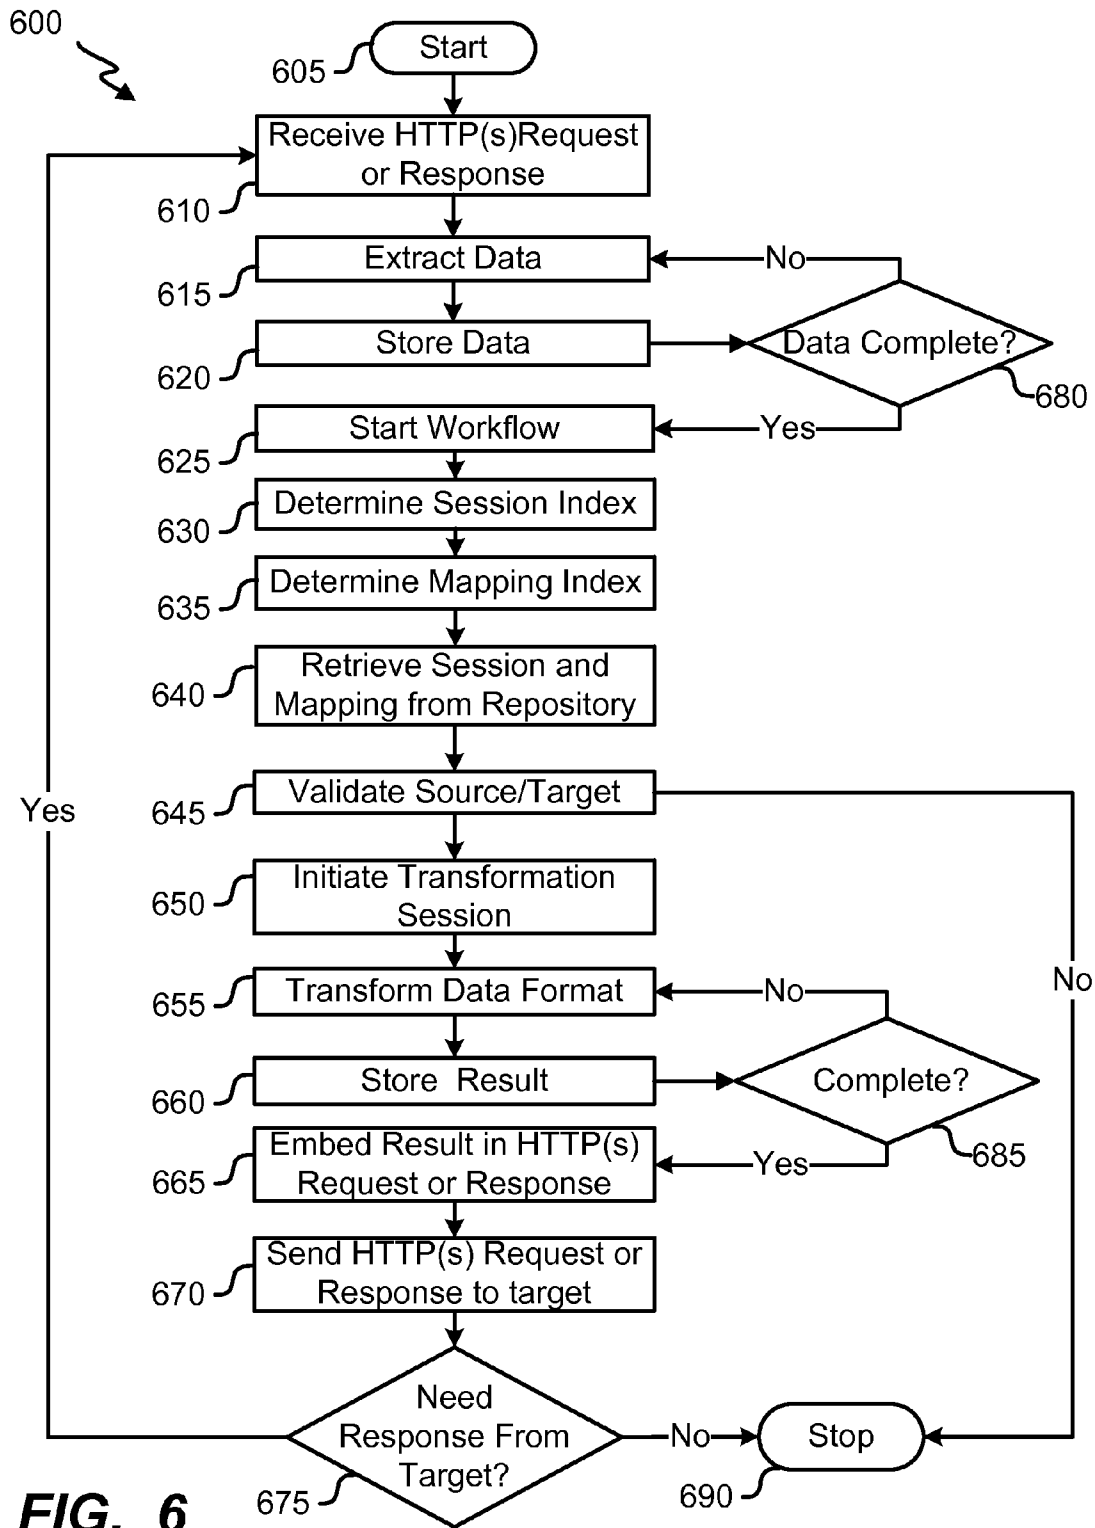 600
Start
605
Receive HTTP(s)Request
or Response
610
Extract Data
No
615
Store Data
Data Complete?
620
680
Start Workflow
Yes
625
Determine Session Index
630
Determine Mapping Index
635
Retrieve Session and
Mapping from Repository
640
Validate Source/Target
645
Yes
Initiate Transformation
Session
650
No
Transform Data Format
No
655
Store Result
Complete?
660
Embed Result in HTTP(s)
Request or Response
Yes
685
665
Send HTTP(s) Request or
Response to target
670
Need
Response From
Target?
No
Stop
675
690
FIG. 6